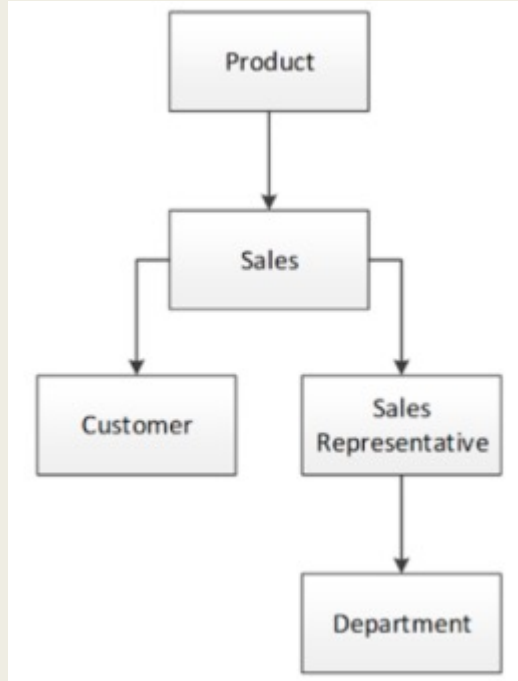 Product
Sales
Customer
Sales
Representative
Department